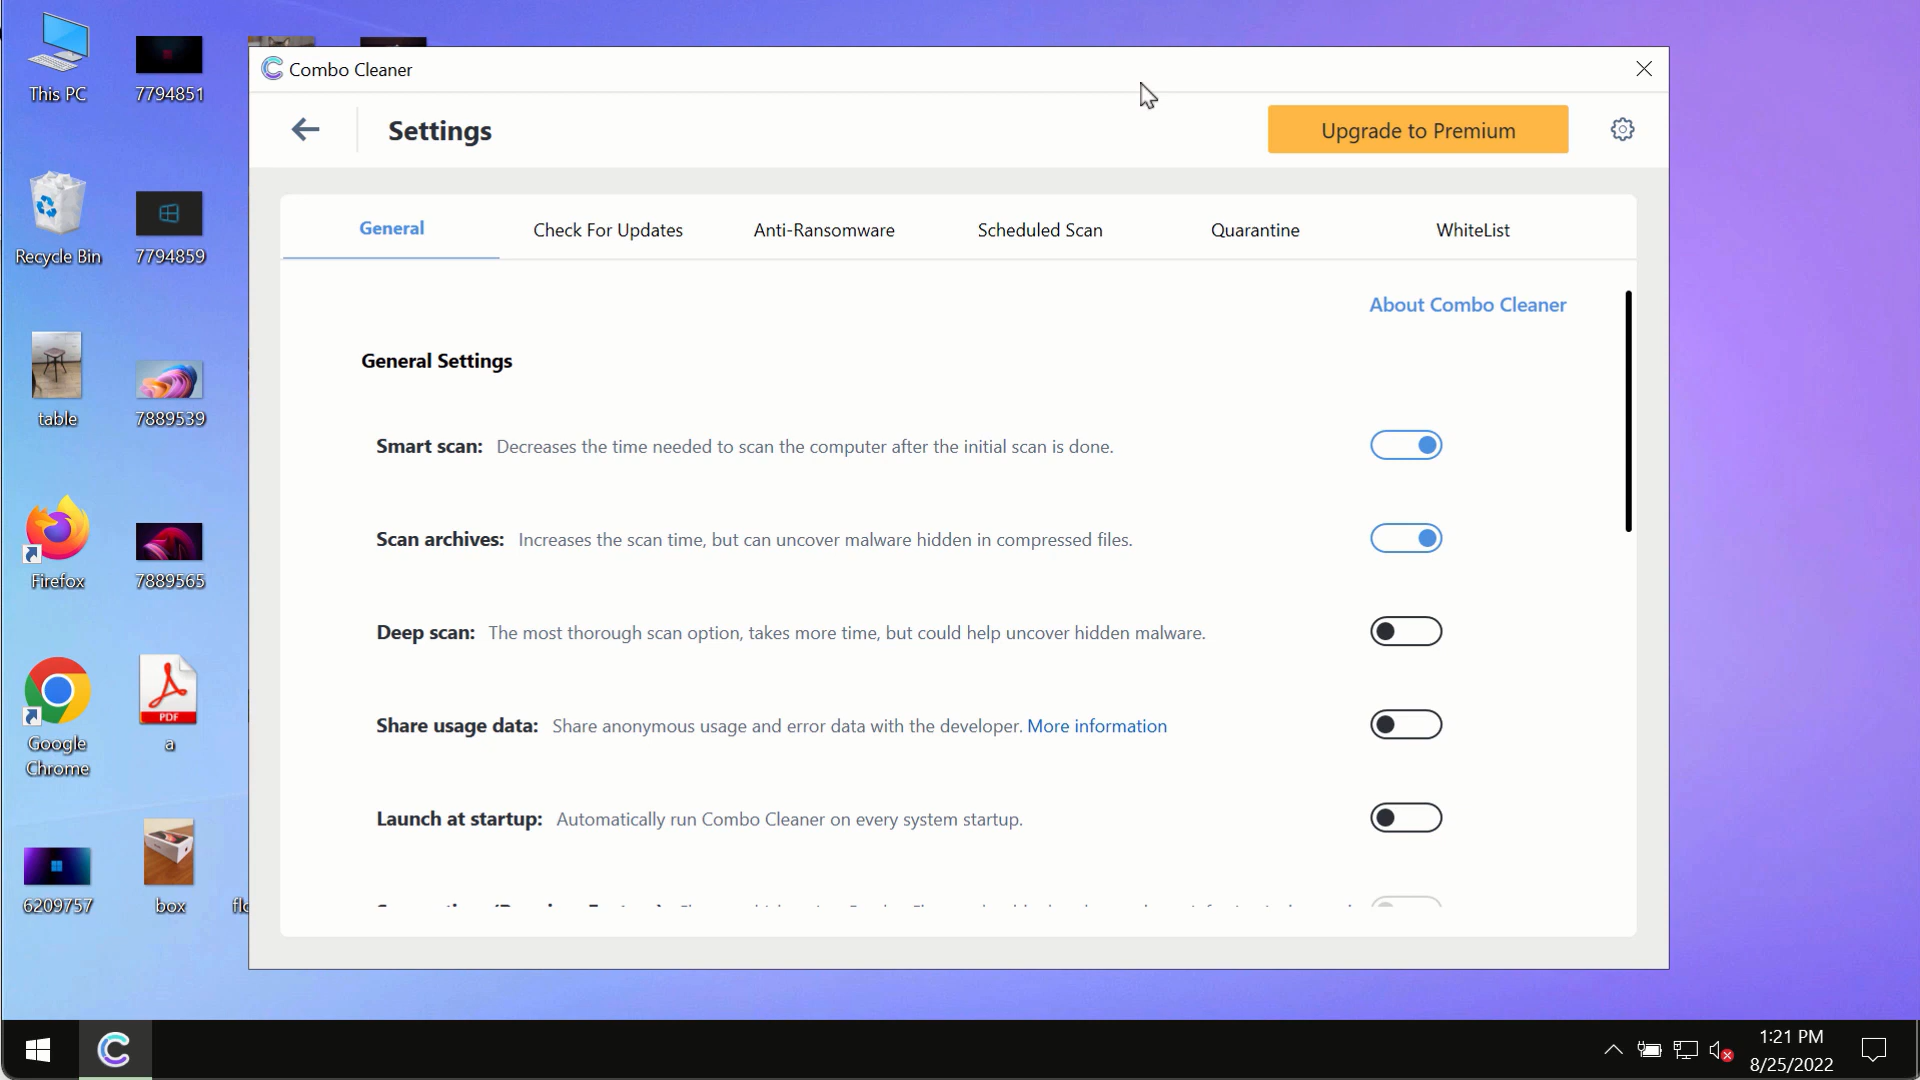 This PC
7794851
Recycle Bin
7794859
table
7889539
Firefox
7889565
Google
Chrome
a
PDF
6209757
box
Combo Cleaner
Settings
Upgrade to Premium
General
Check For Updates
Anti-Ransomware
Scheduled Scan
Quarantine
WhiteList
About Combo Cleaner
General Settings
Smart scan: Decreases the time needed to scan the computer after the initial scan is done.
Scan archives: Increases the scan time, but can uncover malware hidden in compressed files.
Deep scan: The most thorough scan option, takes more time, but could help uncover hidden malware.
Share usage data: Share anonymous usage and error data with the developer. More information
Launch at startup: Automatically run Combo Cleaner on every system startup.
1:21 PM
8/25/2022